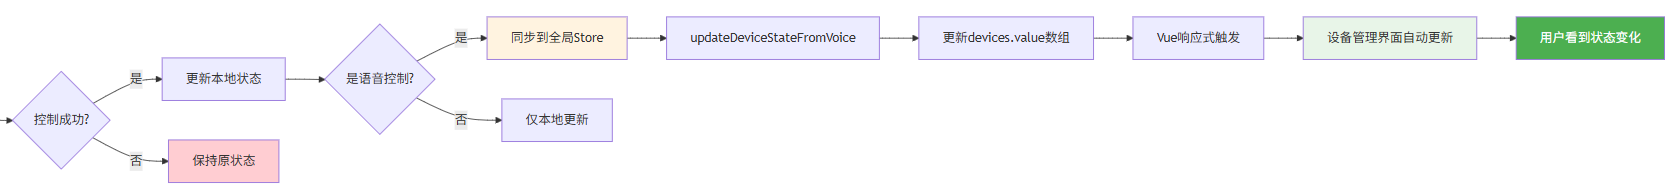 控制成功?
是
更新本地状态
否
保持原状态
是语音控制?
是
同步到全局Store
updateDeviceStateFromVoice
更新devices.value数组
Vue响应式触发
设备管理界面自动更新
用户看到状态变化
否
仅本地更新